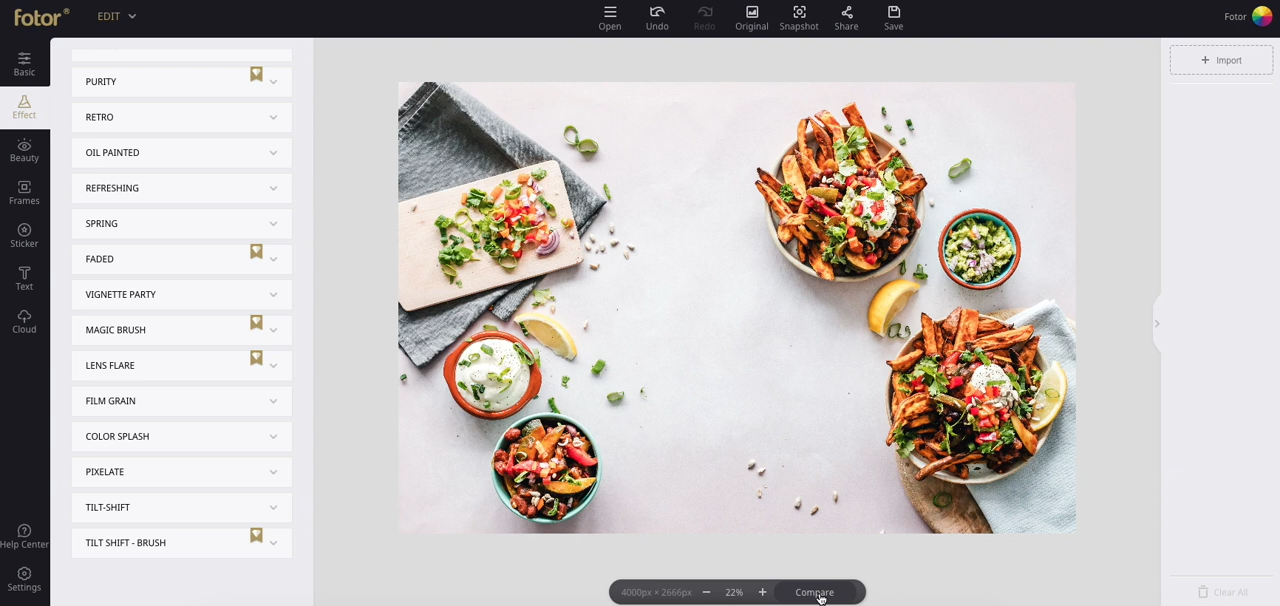 fotor®
EDIT
Open
Undo
Redo
Original
Snapshot
Share
Save
Fotor
Basic
Effect
Beauty
Frames
Sticker
Text
Cloud
Help Center
Settings
PURITY
RETRO
OIL PAINTED
REFRESHING
SPRING
FADED
VIGNETTE PARTY
MAGIC BRUSH
LENS FLARE
FILM GRAIN
COLOR SPLASH
PIXELATE
TILT-SHIFT
TILT SHIFT - BRUSH
4000px × 2666px
22%
Compare
Import
Clear All